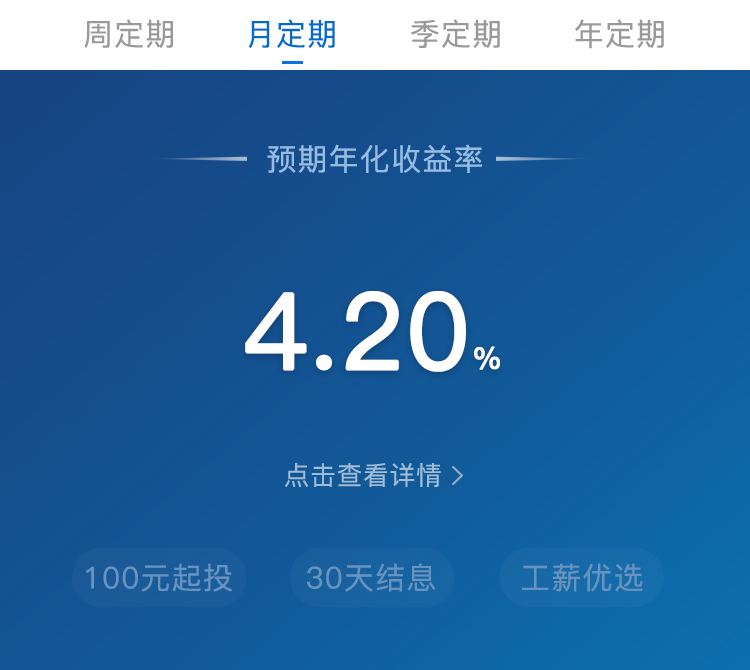 周定期 月定期 季定期 年定期
预期年化收益率
4.20%
点击查看详情 >
100元起投 30天结息 工薪优选